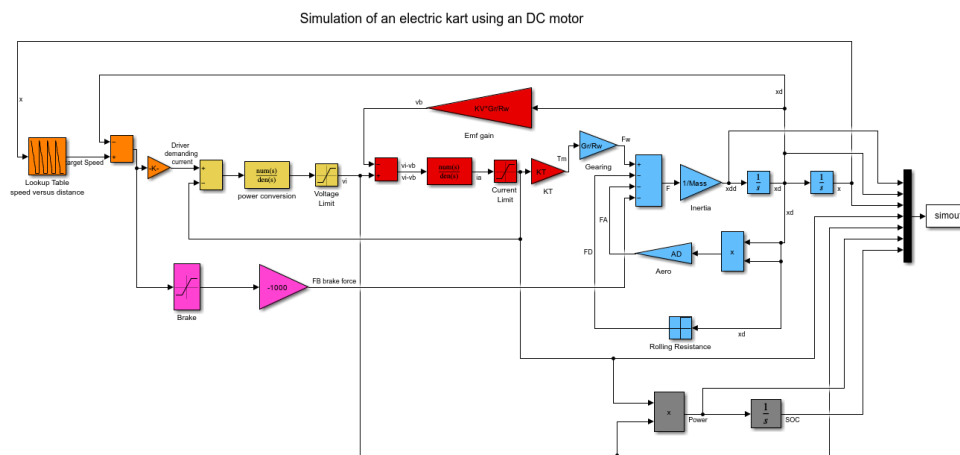 Simulation of an electric kart using an DC motor
x
xd
vb
KV*Gr/Rw
Emf gain
Driver
demanding
current
target Speed
Lookup Table
speed versus distance
-K-
+
−
num(s)
den(s)
power conversion
Voltage
Limit
vi
vi-vb
vi-vb
num(s)
den(s)
ia
Current
Limit
KT
KT
Tm
Gr/Rw
Gearing
Fw
F
1/Mass
Inertia
xdd
1
s
xd
1
s
x
xd
FA
FD
AD
Aero
x
Rolling Resistance
xd
Brake
-1000
FB brake force
x
Power
1
s
SOC
simout